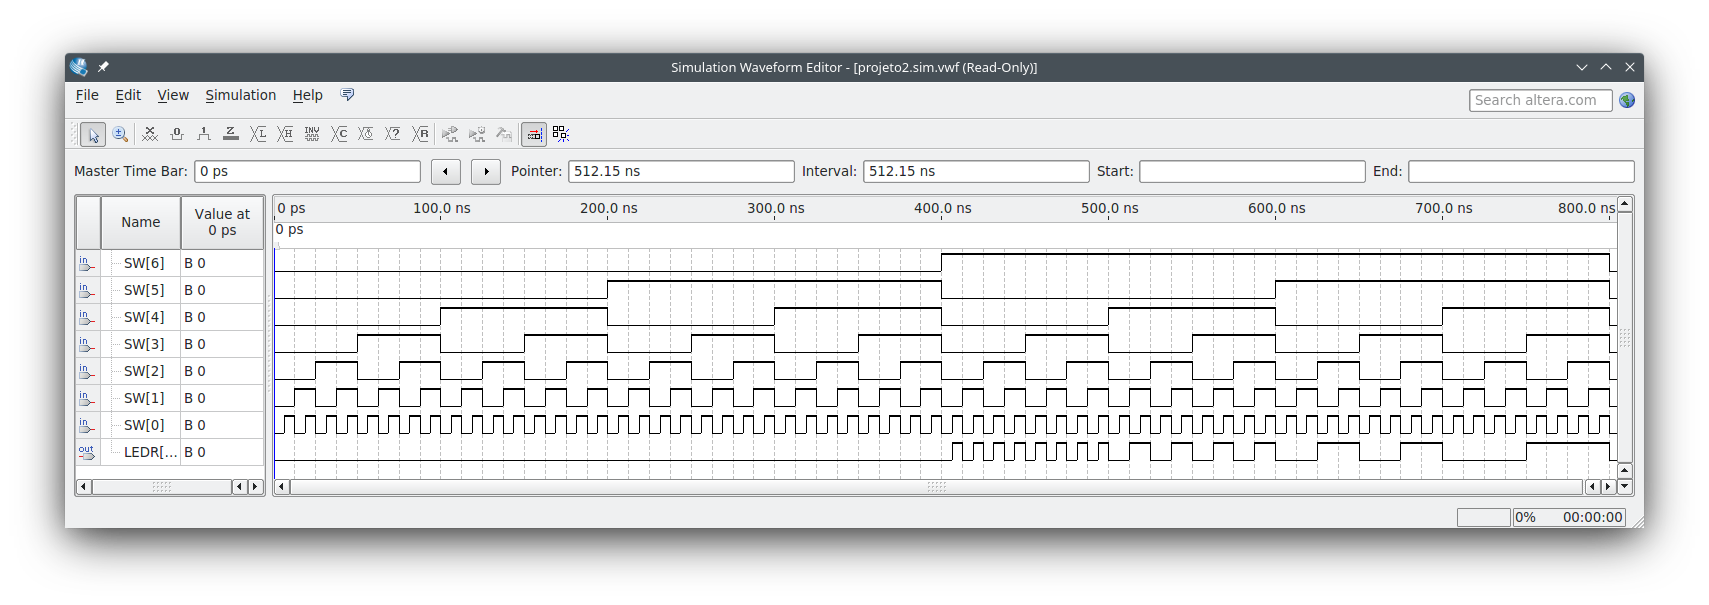 Simulation Waveform Editor - [projeto2.sim.vwf (Read-Only)]
File Edit View Simulation Help
Search altera.com
Master Time Bar: 0 ps Pointer: 512.15 ns Interval: 512.15 ns Start: End:
Name Value at 0 ps
0 ps 100.0 ns 200.0 ns 300.0 ns 400.0 ns 500.0 ns 600.0 ns 700.0 ns 800.0 ns
0 ps
in SW[6] B 0
in SW[5] B 0
in SW[4] B 0
in SW[3] B 0
in SW[2] B 0
in SW[1] B 0
in SW[0] B 0
out LEDR[... B 0
0% 00:00:00